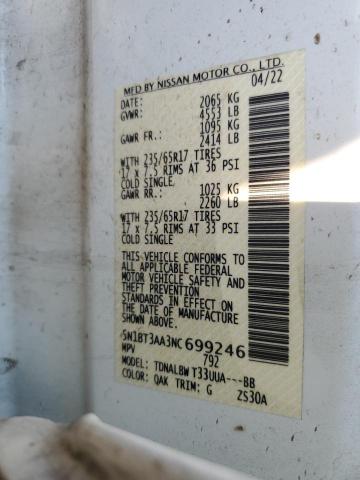 MFD BY NISSAN MOTOR CO., LTD.
04/22
DATE: 2065 KG
GVWR: 4553 LB
1095 KG
GAWR FR.: 2414 LB
WITH 235/65R17 TIRES
17 x 7.5 RIMS AT 36 PSI
COLD SINGLE
GAWR RR.: 1025 KG
2260 LB
WITH 235/65R17 TIRES
17 x 7.5 RIMS AT 33 PSI
COLD SINGLE
THIS VEHICLE CONFORMS TO
ALL APPLICABLE FEDERAL
MOTOR VEHICLE SAFETY AND
THEFT PREVENTION
STANDARDS IN EFFECT ON
THE DATE OF MANUFACTURE
SHOWN ABOVE.
5N1BT3AA3NC699246
MPV 792
MODEL: TDNALBW T33UUA---BB
COLOR: QAK TRIM: G ZS30A